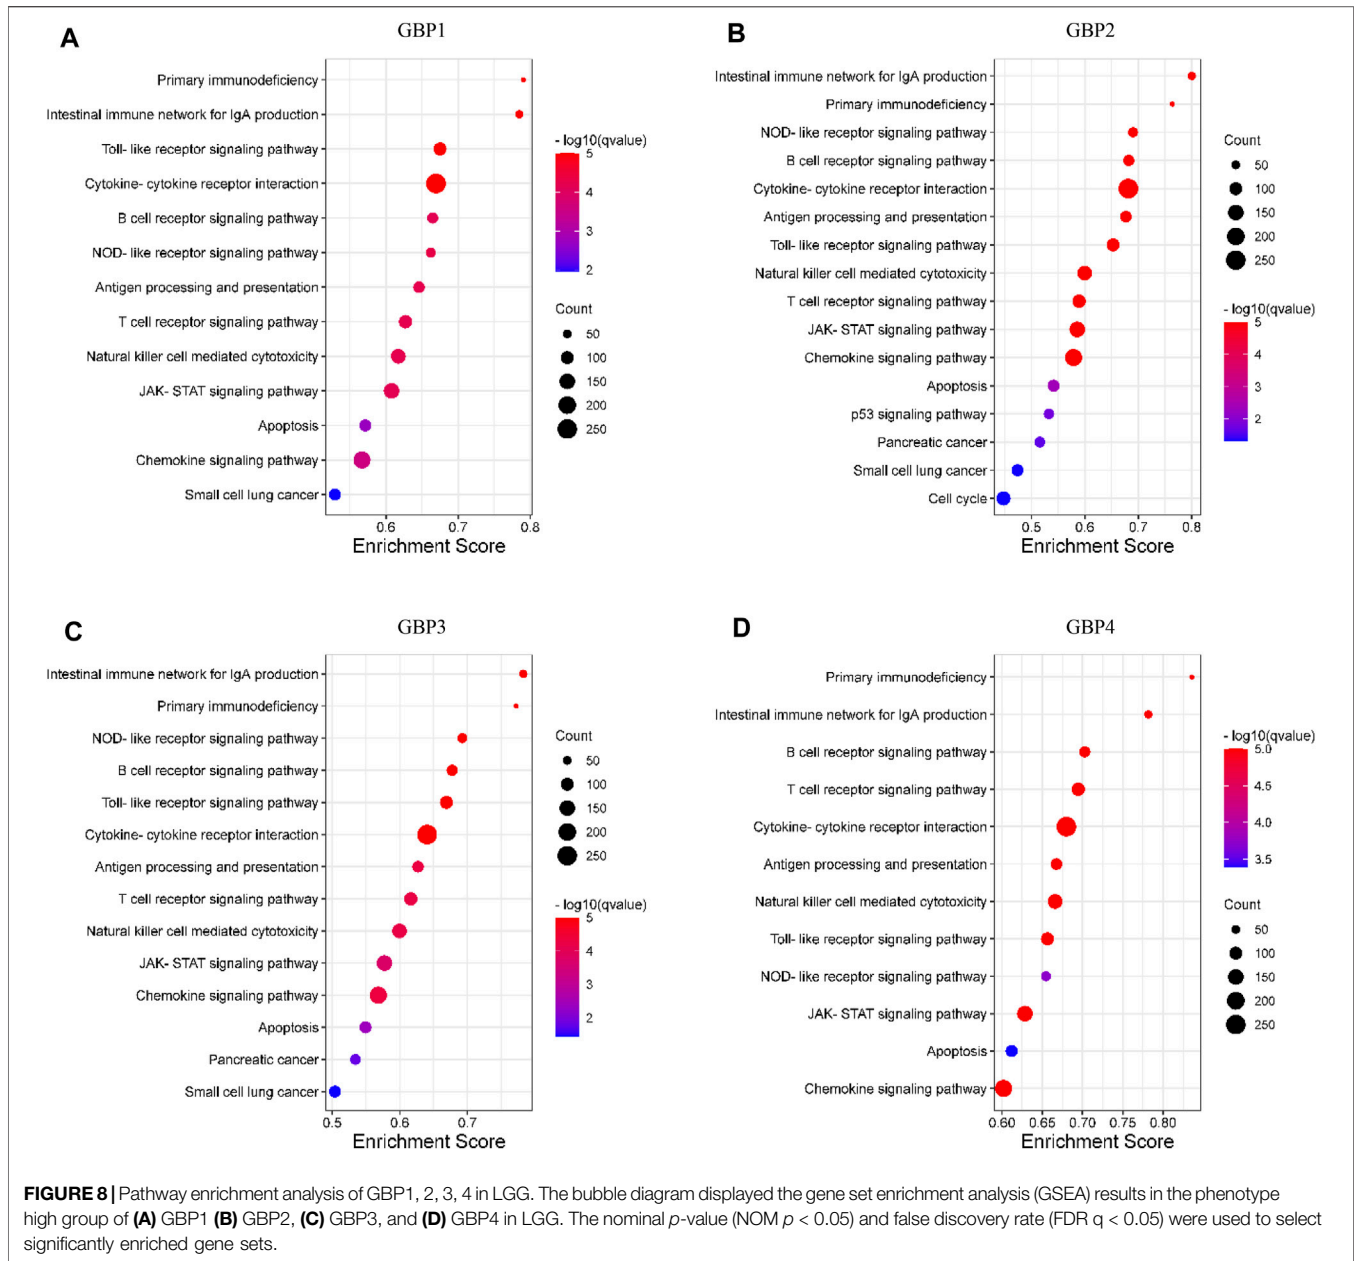 A
GBP1
Primary immunodeficiency
Intestinal immune network for IgA production
Toll- like receptor signaling pathway
Cytokine- cytokine receptor interaction
B cell receptor signaling pathway
NOD- like receptor signaling pathway
Antigen processing and presentation
T cell receptor signaling pathway
Natural killer cell mediated cytotoxicity
JAK- STAT signaling pathway
Apoptosis
Chemokine signaling pathway
Small cell lung cancer
0.6 0.7 0.8
Enrichment Score
- log10(qvalue)
5
4
3
2
Count
50
100
150
200
250
B
GBP2
Intestinal immune network for IgA production
Primary immunodeficiency
NOD- like receptor signaling pathway
B cell receptor signaling pathway
Cytokine- cytokine receptor interaction
Antigen processing and presentation
Toll- like receptor signaling pathway
Natural killer cell mediated cytotoxicity
T cell receptor signaling pathway
JAK- STAT signaling pathway
Chemokine signaling pathway
Apoptosis
p53 signaling pathway
Pancreatic cancer
Small cell lung cancer
Cell cycle
0.5 0.6 0.7 0.8
Enrichment Score
Count
50
100
150
200
250
- log10(qvalue)
5
4
3
2
C
GBP3
Intestinal immune network for IgA production
Primary immunodeficiency
NOD- like receptor signaling pathway
B cell receptor signaling pathway
Toll- like receptor signaling pathway
Cytokine- cytokine receptor interaction
Antigen processing and presentation
T cell receptor signaling pathway
Natural killer cell mediated cytotoxicity
JAK- STAT signaling pathway
Chemokine signaling pathway
Apoptosis
Pancreatic cancer
Small cell lung cancer
0.5 0.6 0.7
Enrichment Score
Count
50
100
150
200
250
- log10(qvalue)
5
4
3
2
D
GBP4
Primary immunodeficiency
Intestinal immune network for IgA production
B cell receptor signaling pathway
T cell receptor signaling pathway
Cytokine- cytokine receptor interaction
Antigen processing and presentation
Natural killer cell mediated cytotoxicity
Toll- like receptor signaling pathway
NOD- like receptor signaling pathway
JAK- STAT signaling pathway
Apoptosis
Chemokine signaling pathway
0.60 0.65 0.70 0.75 0.80
Enrichment Score
- log10(qvalue)
5.0
4.5
4.0
3.5
Count
50
100
150
200
250
FIGURE 8 | Pathway enrichment analysis of GBP1, 2, 3, 4 in LGG. The bubble diagram displayed the gene set enrichment analysis (GSEA) results in the phenotype
high group of (A) GBP1 (B) GBP2, (C) GBP3, and (D) GBP4 in LGG. The nominal p-value (NOM p < 0.05) and false discovery rate (FDR q < 0.05) were used to select
significantly enriched gene sets.